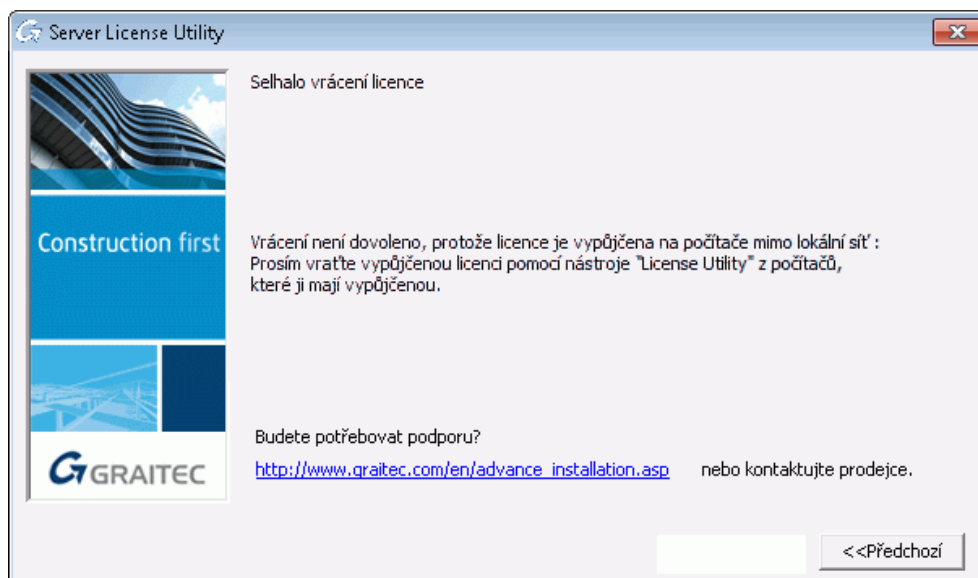 Server License Utility
Selhalo vrácení licence
Construction first
Vrácení není dovoleno, protože licence je vypůjčena na počítače mimo lokální síť :
Prosím vraťte vypůjčenou licenci pomocí nástroje "License Utility" z počítačů,
které ji mají vypůjčenou.
Budete potřebovat podporu?
http://www.graitec.com/en/advance_installation.asp nebo kontaktujte prodejce.
GRAITEC
<<Předchozí